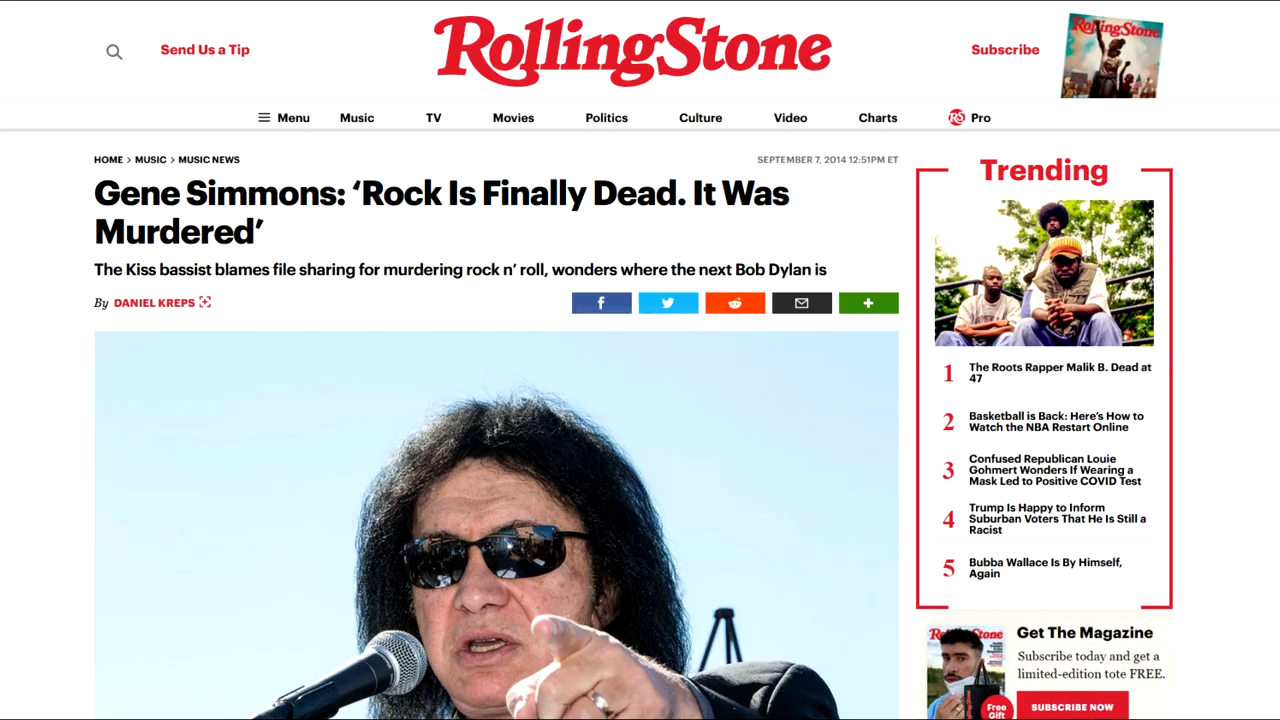 Send Us a Tip
RollingStone
Subscribe
RollingStone
Menu
Music
TV
Movies
Politics
Culture
Video
Charts
RS Pro
HOME > MUSIC > MUSIC NEWS
SEPTEMBER 7, 2014 12:51PM ET
Gene Simmons: ‘Rock Is Finally Dead. It Was
Murdered’
The Kiss bassist blames file sharing for murdering rock n’ roll, wonders where the next Bob Dylan is
By DANIEL KREPS
Trending
1 The Roots Rapper Malik B. Dead at
47
2 Basketball is Back: Here’s How to
Watch the NBA Restart Online
3 Confused Republican Louie
Gohmert Wonders If Wearing a
Mask Led to Positive COVID Test
4 Trump Is Happy to Inform
Suburban Voters That He Is Still a
Racist
5 Bubba Wallace Is By Himself,
Again
Get The Magazine
Subscribe today and get a
limited-edition tote FREE.
SUBSCRIBE NOW
Free
Gift